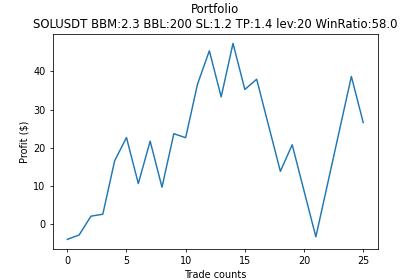 Portfolio
SOLUSDT BBM:2.3 BBL:200 SL:1.2 TP:1.4 lev:20 WinRatio:58.0
Profit ($)
40
30
20
10
0
0 5 10 15 20 25
Trade counts